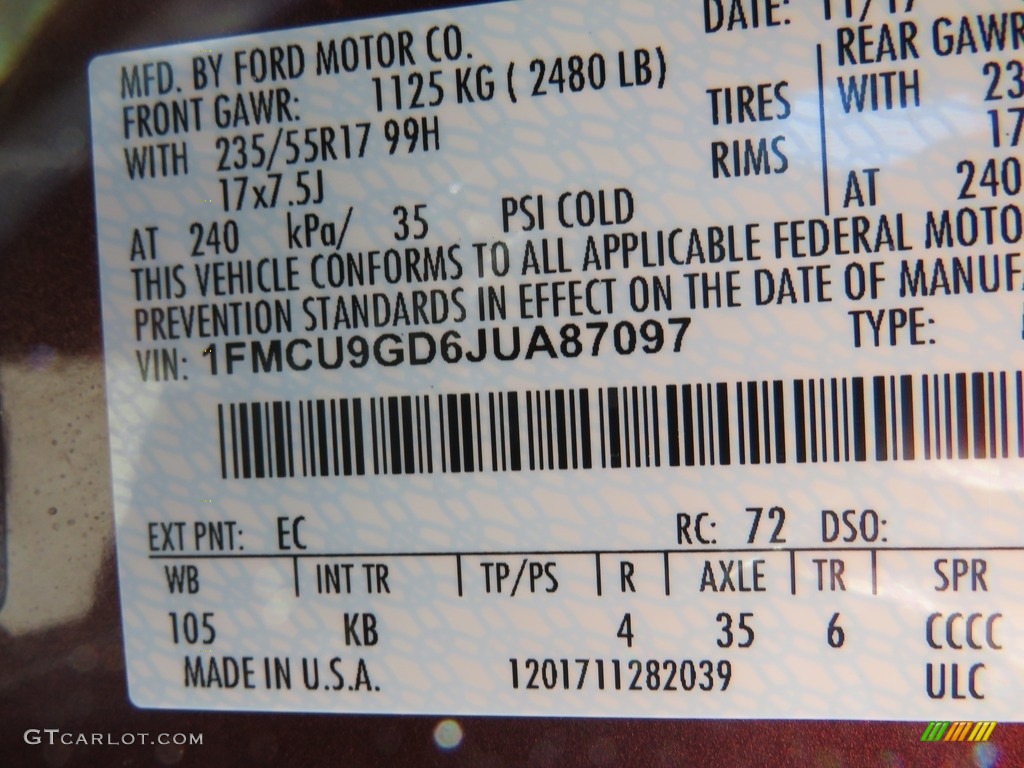 DATE: 11/17
MFD. BY FORD MOTOR CO.
FRONT GAWR: 1125 KG ( 2480 LB) REAR GAWR
WITH 235/55R17 99H TIRES WITH 23
17x7.5J RIMS 17
AT 240 kPa/ 35 PSI COLD AT 240
THIS VEHICLE CONFORMS TO ALL APPLICABLE FEDERAL MOTO
PREVENTION STANDARDS IN EFFECT ON THE DATE OF MANUF
VIN: 1FMCU9GD6JUA87097 TYPE:
EXT PNT: EC RC: 72 DSO:
WB INT TR TP/PS R AXLE TR SPR
105 KB 4 35 6 CCCC
MADE IN U.S.A. 1201711282039 ULC
GTCARLOT.COM